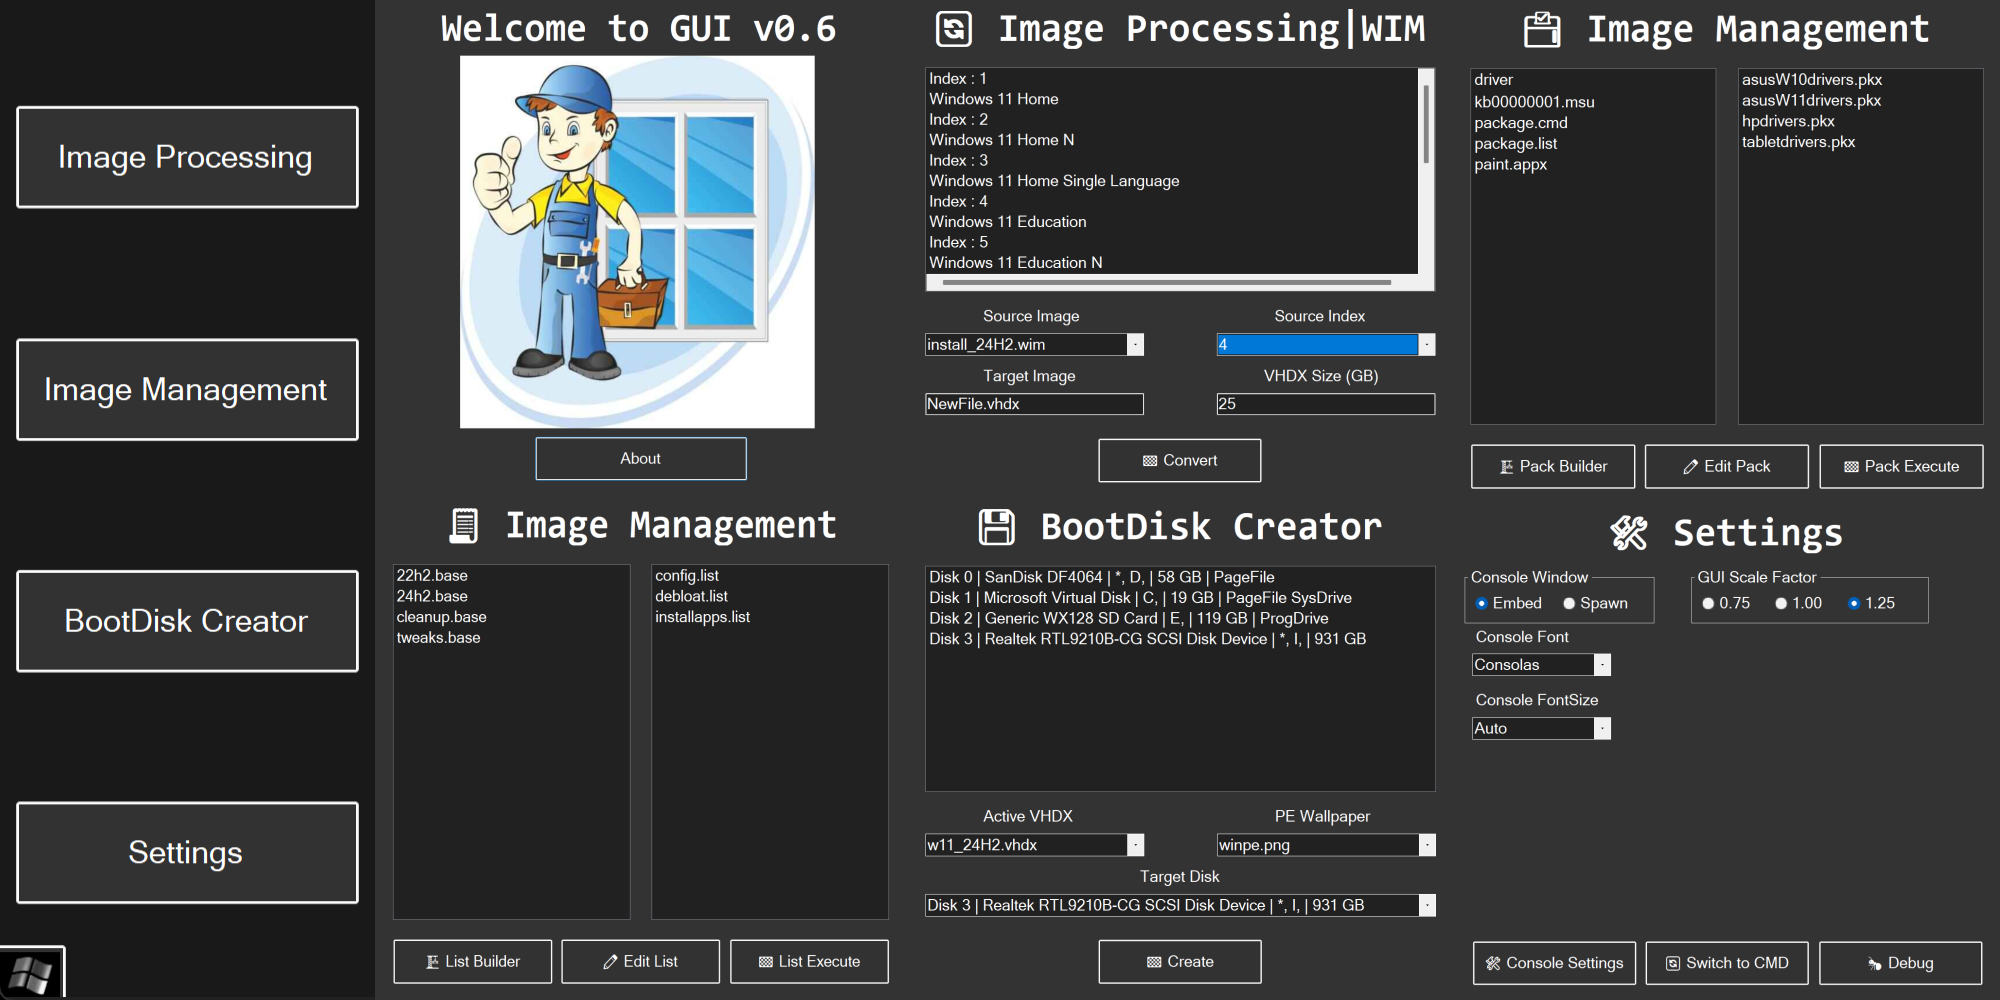 Image Processing
Image Management
BootDisk Creator
Settings
Welcome to GUI v0.6
About
Image Processing|WIM
Index : 1
Windows 11 Home
Index : 2
Windows 11 Home N
Index : 3
Windows 11 Home Single Language
Index : 4
Windows 11 Education
Index : 5
Windows 11 Education N
Source Image
Source Index
install_24H2.wim
4
Target Image
VHDX Size (GB)
NewFile.vhdx
25
Convert
Image Management
driver
kb00000001.msu
package.cmd
package.list
paint.appx
asusW10drivers.pkx
asusW11drivers.pkx
hpdrivers.pkx
tabletdrivers.pkx
Pack Builder
Edit Pack
Pack Execute
Image Management
22h2.base
24h2.base
cleanup.base
tweaks.base
config.list
debloat.list
installapps.list
List Builder
Edit List
List Execute
BootDisk Creator
Disk 0 | SanDisk DF4064 | *, D, | 58 GB | PageFile
Disk 1 | Microsoft Virtual Disk | C, | 19 GB | PageFile SysDrive
Disk 2 | Generic WX128 SD Card | E, | 119 GB | ProgDrive
Disk 3 | Realtek RTL9210B-CG SCSI Disk Device | *, I, | 931 GB
Active VHDX
PE Wallpaper
w11_24H2.vhdx
winpe.png
Target Disk
Disk 3 | Realtek RTL9210B-CG SCSI Disk Device | *, I, | 931 GB
Create
Settings
Console Window
Embed
Spawn
GUI Scale Factor
0.75
1.00
1.25
Console Font
Consolas
Console FontSize
Auto
Console Settings
Switch to CMD
Debug